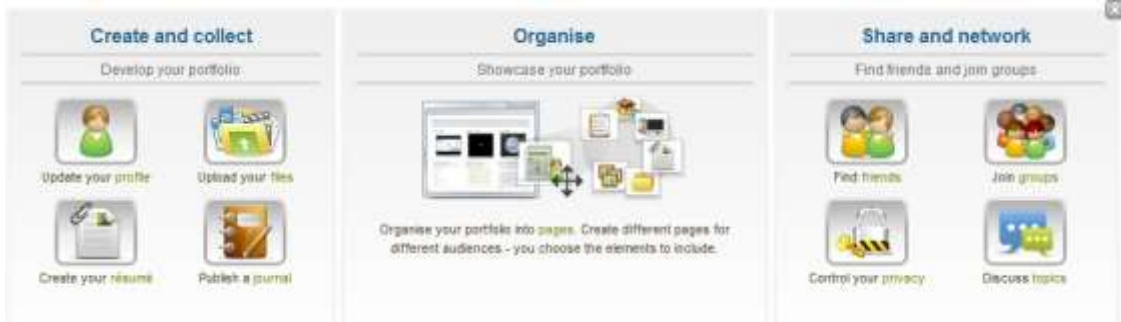 Create and collect
Develop your portfolio
Update your profile
Upload your files
Create your résumé
Publish a journal
Organise
Showcase your portfolio
Organise your portfolio into pages. Create different pages for
different audiences - you choose the elements to include.
Share and network
Find friends and join groups
Find friends
Join groups
Control your privacy
Discuss topics